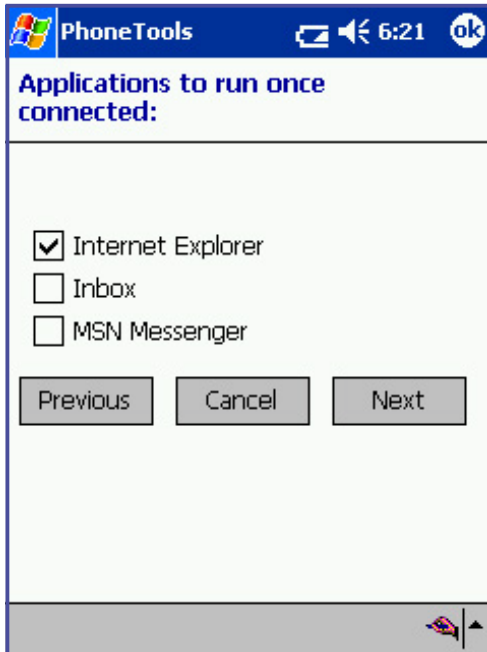 PhoneTools 6:21 ok
Applications to run once
connected:
Internet Explorer
Inbox
MSN Messenger
Previous Cancel Next